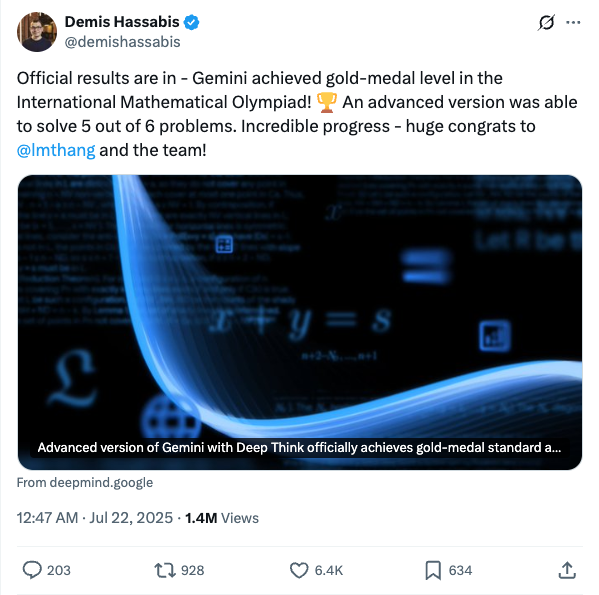 Demis Hassabis
@demishassabis
Official results are in - Gemini achieved gold-medal level in the
International Mathematical Olympiad! 🏆 An advanced version was able
to solve 5 out of 6 problems. Incredible progress - huge congrats to
@lmthang and the team!
Let R be t
x
x + y = s
ℒ
Advanced version of Gemini with Deep Think officially achieves gold-medal standard a...
From deepmind.google
12:47 AM · Jul 22, 2025 · 1.4M Views
203 928 6.4K 634